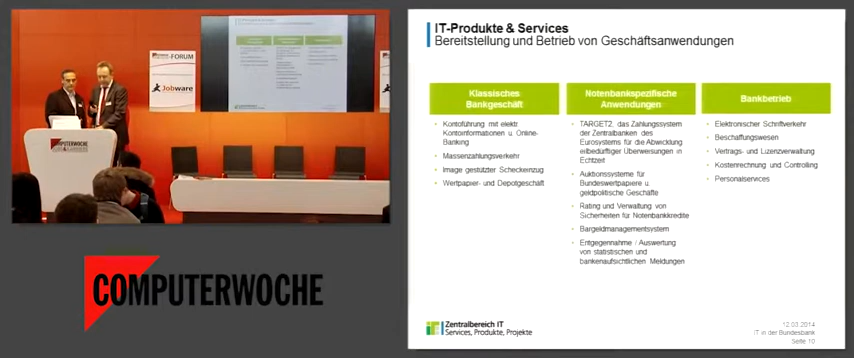 -FORUM
Jobware
COMPUTERWOCHE
COMPUTERWOCHE
IT-Produkte & Services
Bereitstellung und Betrieb von Geschäftsanwendungen
Klassisches
Bankgeschäft
• Kontoführung mit elektr
Kontoinformationen u. Online-
Banking
• Massenzahlungsverkehr
• Image gestützter Scheckeinzug
• Wertpapier- und Depotgeschäft
Notenbankspezifische
Anwendungen
• TARGET2, das Zahlungssystem
der Zentralbanken des
Eurosystems für die Abwicklung
eilbedürftiger Überweisungen in
Echtzeit
• Auktionssysteme für
Bundeswertpapiere u.
geldpolitische Geschäfte
• Rating und Verwaltung von
Sicherheiten für Notenbankkredite
• Bargeldmanagementsystem
• Entgegennahme / Auswertung
von statistischen und
bankenaufsichtlichen Meldungen
Bankbetrieb
• Elektronischer Schriftverkehr
• Beschaffungswesen
• Vertrags- und Lizenzverwaltung
• Kostenrechnung und Controlling
• Personalservices
Zentralbereich IT
Services, Produkte, Projekte
12.03.2014
IT in der Bundesbank
Seite 10